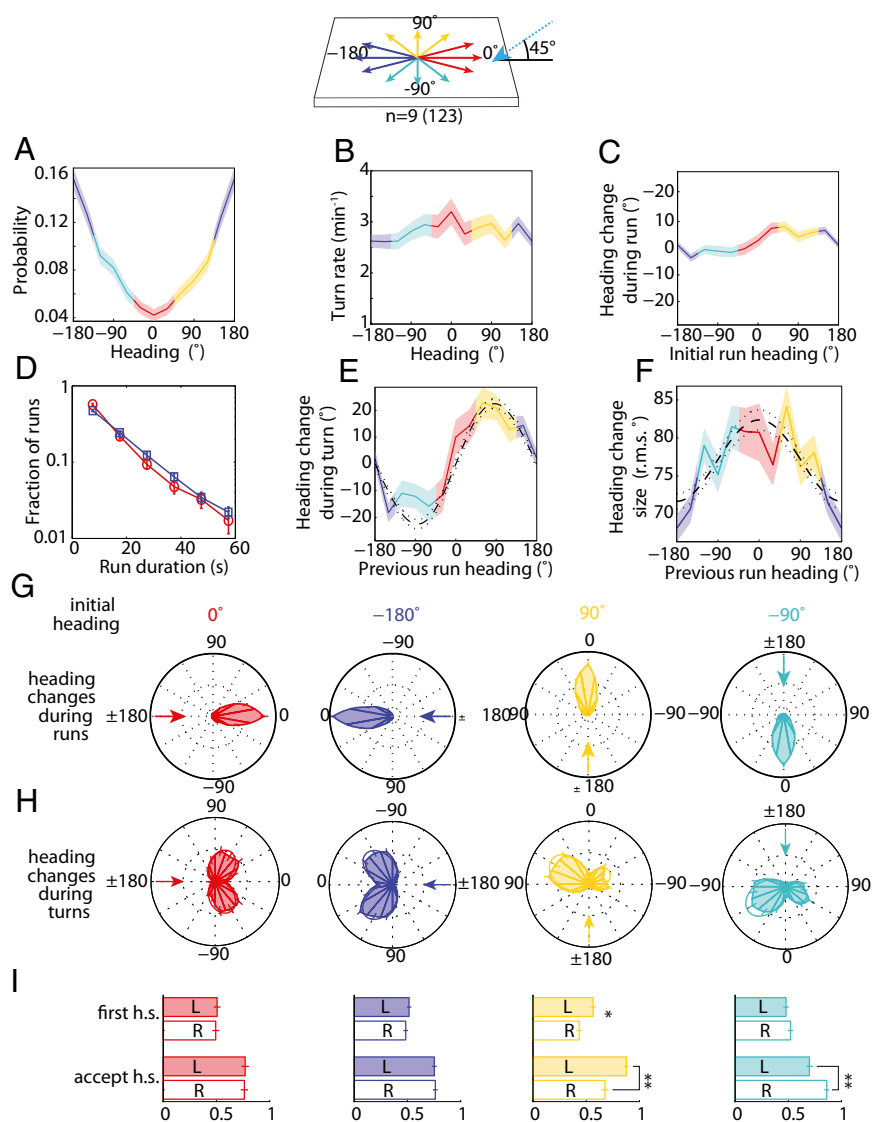 90°
−180
0°
45°
-90°
n=9 (123)
A
Probability
0.16
0.12
0.08
0.04
−180
−90
0
90
180
Heading (°)
B
Turn rate (min⁻¹)
4
3
2
1
−180
−90
0
90
180
Heading (°)
C
Heading change
during run (°)
−20
−10
0
10
−10
−20
−180
−90
0
90
180
Initial run heading (°)
D
Fraction of runs
1
0.1
0.01
0
20
40
60
Run duration (s)
E
Heading change
during turn (°)
20
10
0
−10
−20
−180
−90
0
90
180
Previous run heading (°)
F
Heading change
size (r.m.s. °)
85
80
75
70
−180
−90
0
90
180
Previous run heading (°)
G
initial
heading
0°
−180°
90°
−90°
heading
changes
during
runs
90
±180
0
−90
−90
0
±
180
90
0
90
−90
±180
±180
−90
90
0
H
heading
changes
during
turns
90
±180
0
−90
−90
0
±180
90
0
90
−90
±180
±180
−90
90
0
I
first h.s.
L
R
accept h.s.
L
R
0
0.5
1
L
R
L
R
0
0.5
1
L
*
R
L
R
**
0
0.5
1
L
R
L
R
**
0
0.5
1